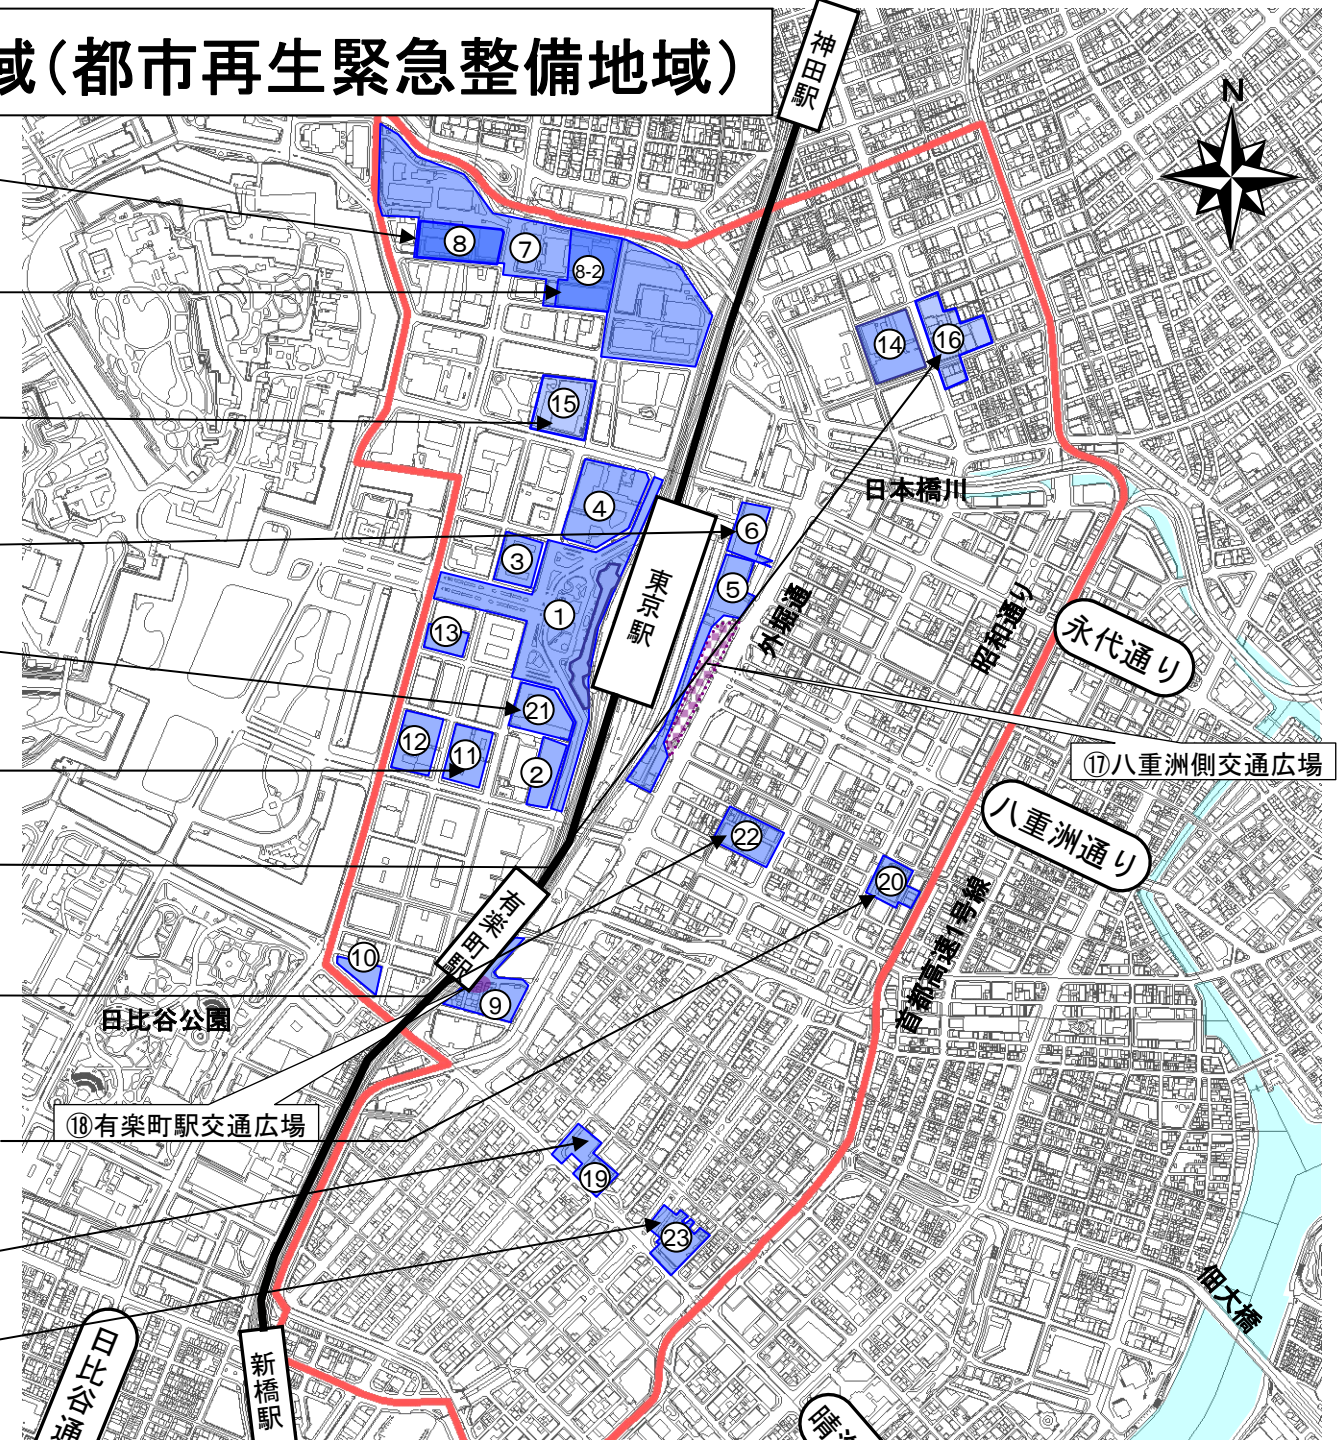 域（都市再生緊急整備地域）
神田駅
N
⑧
⑦
8-2
⑭
⑯
⑮
日本橋川
④
⑥
③
⑤
東京駅
①
外堀通
昭和通り
永代通り
⑬
㉑
⑫
⑪
②
⑰八重洲側交通広場
八重洲通り
㉒
⑳
首都高速1号線
有楽町駅
⑩
⑨
日比谷公園
⑱有楽町駅交通広場
⑲
㉓
佃大橋
日比谷通
新橋駅